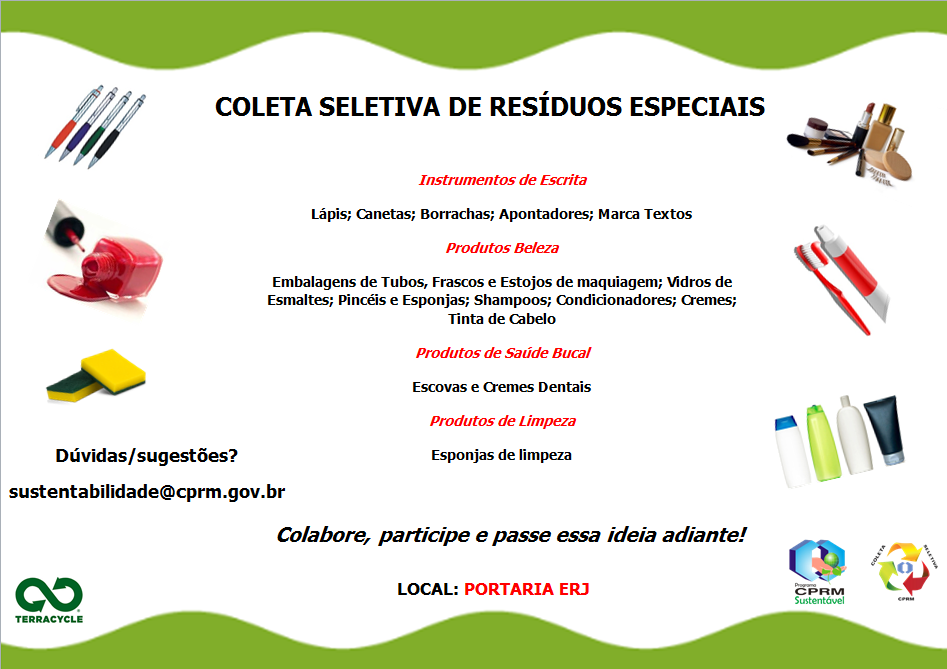 COLETA SELETIVA DE RESÍDUOS ESPECIAIS
Instrumentos de Escrita
Lápis; Canetas; Borrachas; Apontadores; Marca Textos
Produtos Beleza
Embalagens de Tubos, Frascos e Estojos de maquiagem; Vidros de
Esmaltes; Pincéis e Esponjas; Shampoos; Condicionadores; Cremes;
Tinta de Cabelo
Produtos de Saúde Bucal
Escovas e Cremes Dentais
Produtos de Limpeza
Esponjas de limpeza
Dúvidas/sugestões?
sustentabilidade@cprm.gov.br
Colabore, participe e passe essa ideia adiante!
LOCAL: PORTARIA ERJ
TERRACYCLE
Programa
CPRM
Sustentável
COLETA SELETIVA
CPRM